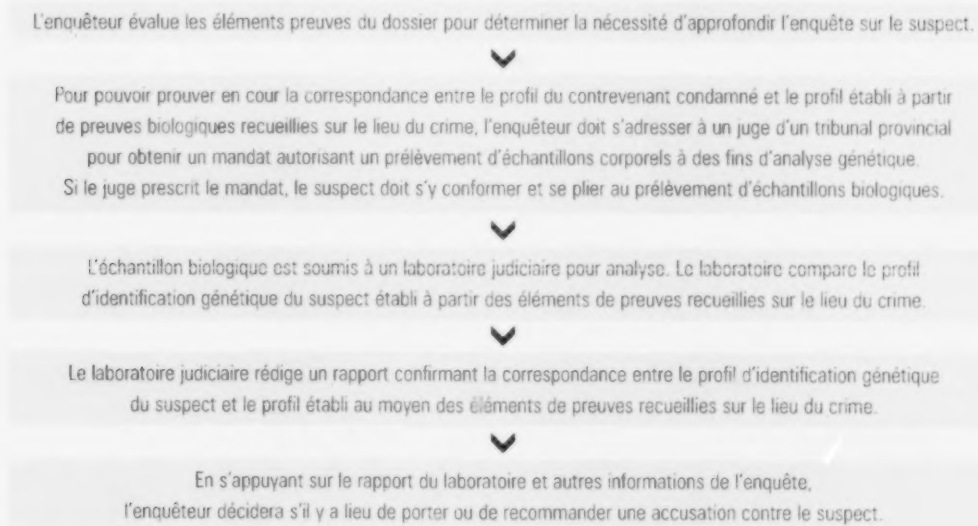 L'enquêteur évalue les éléments preuves du dossier pour déterminer la nécessité d'approfondir l'enquête sur le suspect.
Pour pouvoir prouver en cour la correspondance entre le profil du contrevenant condamné et le profil établi à partir
de preuves biologiques recueillies sur le lieu du crime, l'enquêteur doit s'adresser à un juge d'un tribunal provincial
pour obtenir un mandat autorisant un prélèvement d'échantillons corporels à des fins d'analyse génétique.
Si le juge prescrit le mandat, le suspect doit s'y conformer et se plier au prélèvement d'échantillons biologiques.
L'échantillon biologique est soumis à un laboratoire judiciaire pour analyse. Le laboratoire compare le profil
d'identification génétique du suspect établi à partir des éléments de preuves recueillies sur le lieu du crime.
Le laboratoire judiciaire rédige un rapport confirmant la correspondance entre le profil d'identification génétique
du suspect et le profil établi au moyen des éléments de preuves recueillies sur le lieu du crime.
En s'appuyant sur le rapport du laboratoire et autres informations de l'enquête,
l'enquêteur décidera s'il y a lieu de porter ou de recommander une accusation contre le suspect.